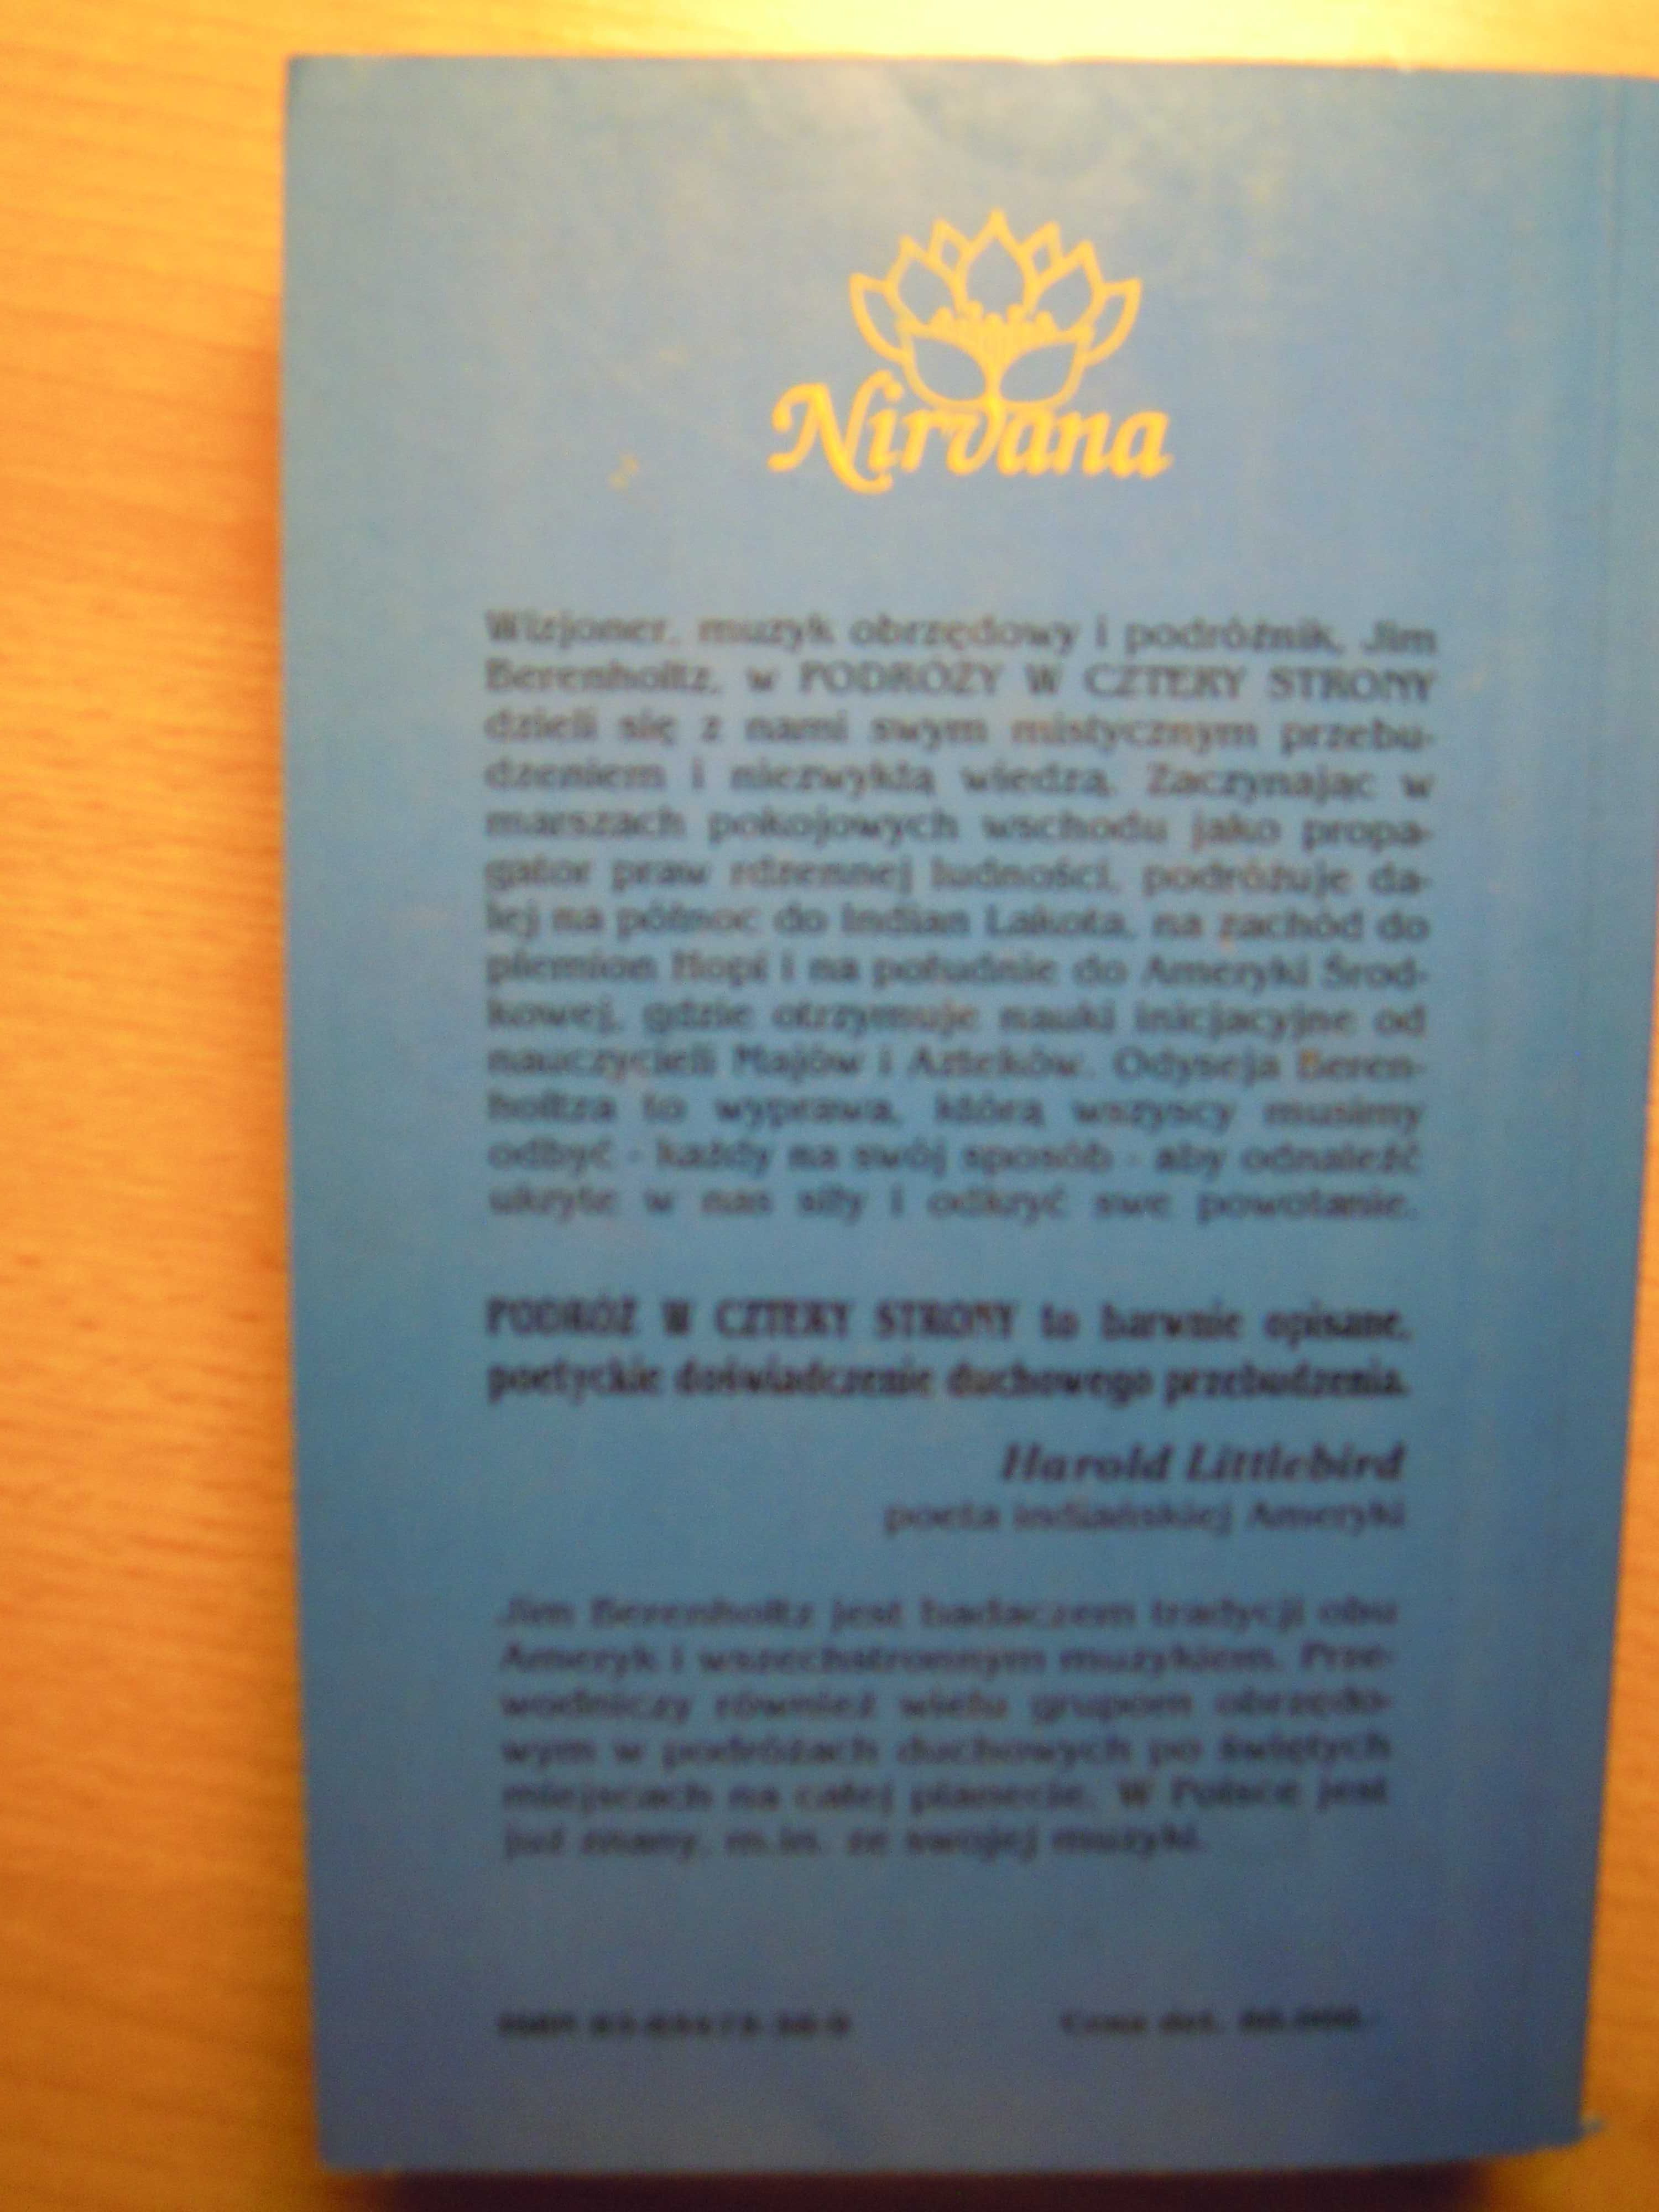 Nirvana
Wizjoner, muzyk obrzędowy i podróżnik, Jim
Berenholtz, w PODRÓŻY W CZTERY STRONY
dzieli się z nami swym mistycznym przebu-
dzeniem i niezwykłą wiedzą. Zaczynając w
marszach pokojowych wschodu jako propa-
gator praw rdzennej ludności, podróżuje da-
lej na północ do Indian Lakota, na zachód do
plemion Hopi i na południe do Ameryki Środ-
kowej, gdzie otrzymuje nauki inicjacyjne od
nauczycieli Majów i Azteków. Odyseja Beren-
holtza to wyprawa, którą wszyscy musimy
odbyć - każdy na swój sposób - aby odnaleźć
ukryte w nas siły i odkryć swe powołanie.
PODRÓŻ W CZTERY STRONY to barwnie opisane,
poetyckie doświadczenie duchowego przebudzenia.
Harold Littlebird
poeta indiańskiej Ameryki
Jim Berenholtz jest badaczem tradycji obu
Ameryk i wszechstronnym muzykiem. Prze-
wodniczy również wielu grupom obrzędo-
wym w podróżach duchowych po świętych
miejscach na całej planecie. W Polsce jest
już znany, m.in. ze swojej muzyki.
ISBN
Cena det.